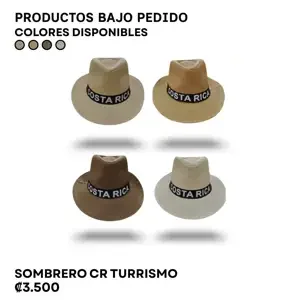 PRODUCTOS BAJO PEDIDO
COLORES DISPONIBLES
COSTA RICA
COSTA RICA
COSTA RICA
COSTA RICA
SOMBRERO CR TURRISMO
₡3.500